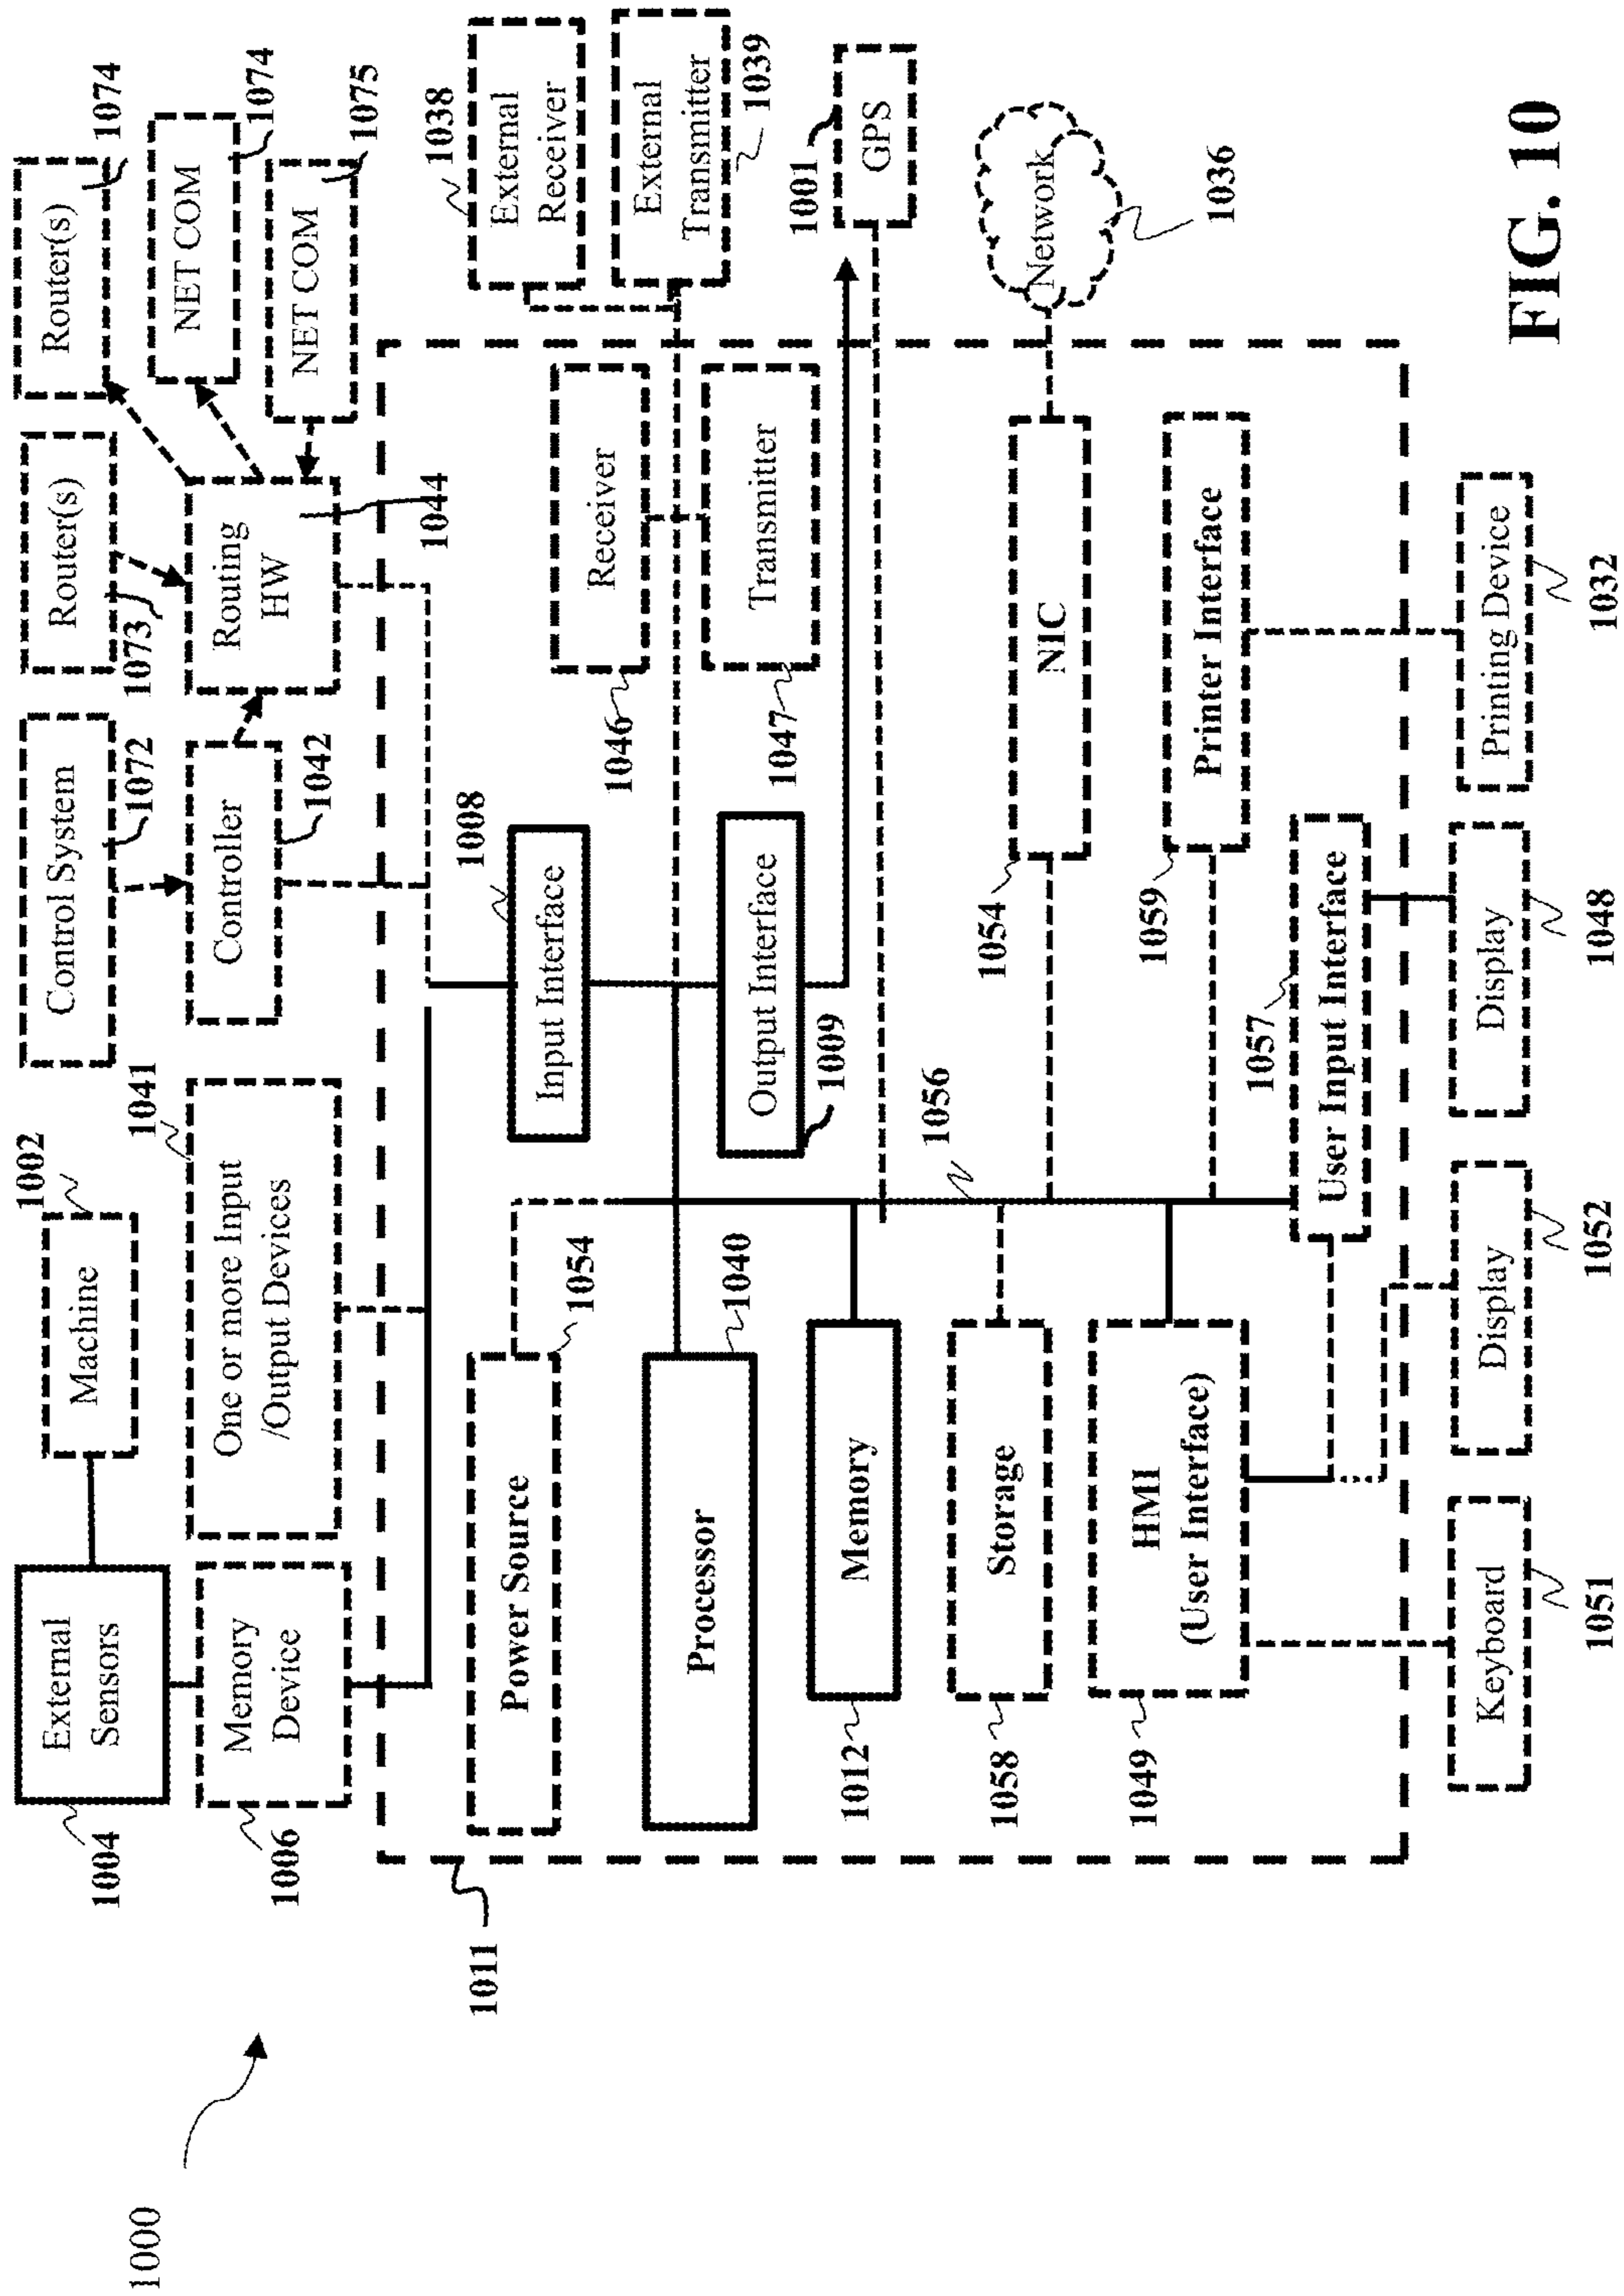 1000
1004
External
Sensors
1002
Machine
Control System
1072
Router(s)
1073
Router(s)
1074
1006
Memory
Device
1041
One or more Input
/Output Devices
Controller
1042
Routing
HW
1044
NET COM
1074
NET COM
1075
1011
Power Source
1054
1008
Input Interface
1046
Receiver
1038
External
Receiver
Processor
1040
Output Interface
1009
1047
Transmitter
External
Transmitter
1039
1012
Memory
1056
1001
GPS
1058
Storage
1054
NIC
Network
1036
1049
HMI
(User Interface)
1059
Printer Interface
1057
User Input Interface
Keyboard
1051
Display
1052
Display
1048
Printing Device
1032
FIG. 10